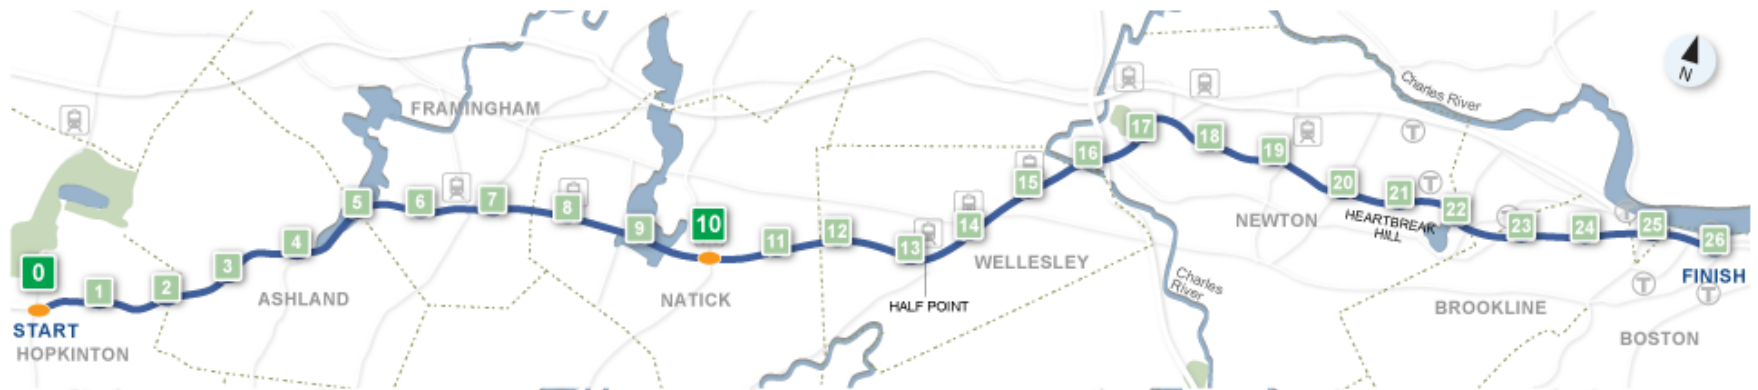 0
START
HOPKINTON
1
2
3
ASHLAND
4
5
FRAMINGHAM
6
7
8
9
10
NATICK
11
12
13
HALF POINT
14
WELLESLEY
15
16
Charles
River
17
18
19
NEWTON
20
21
HEARTBREAK
HILL
22
Charles River
T
T
T
23
BROOKLINE
24
T
25
T
T
26
FINISH
BOSTON
N